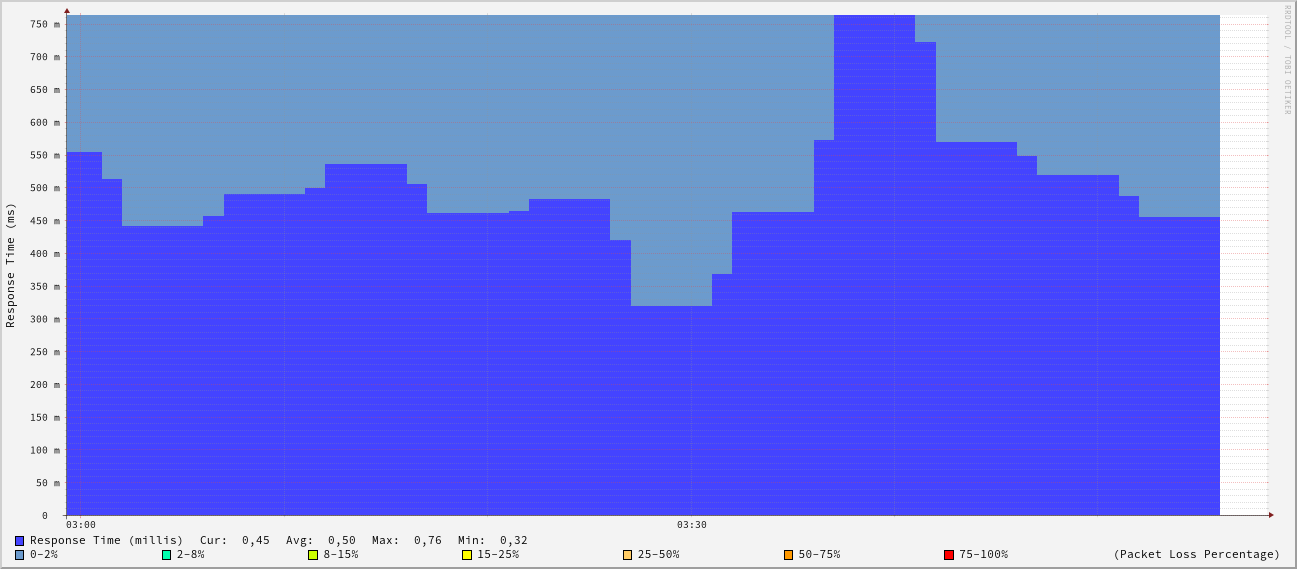 RRDTOOL / TOBI OETIKER
Response Time (ms)
750 m
700 m
650 m
600 m
550 m
500 m
450 m
400 m
350 m
300 m
250 m
200 m
150 m
100 m
50 m
0
03:00 03:30
Response Time (millis) Cur: 0,45 Avg: 0,50 Max: 0,76 Min: 0,32
0-2% 2-8% 8-15% 15-25% 25-50% 50-75% 75-100% (Packet Loss Percentage)